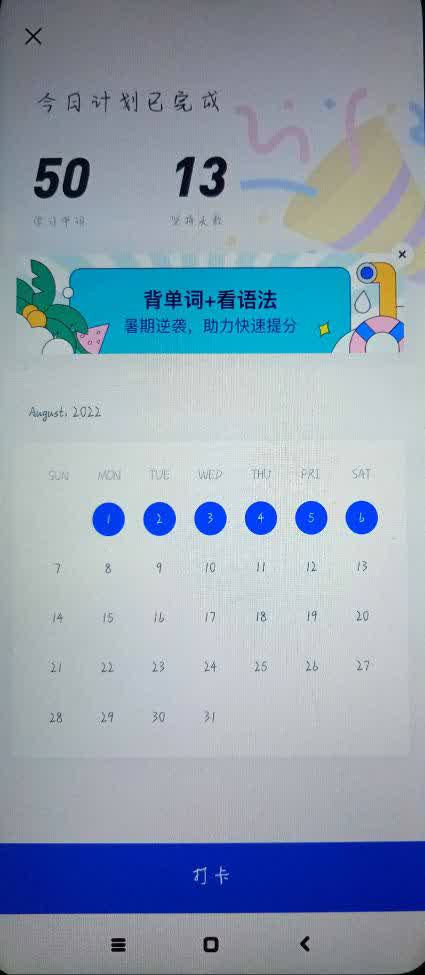 今日计划已完成
50 13
学习单词 坚持天数
背单词+看语法
暑期逆袭，助力快速提分
August, 2022
SUN MON TUE WED THU FRI SAT
1 2 3 4 5 6
7 8 9 10 11 12 13
14 15 16 17 18 19 20
21 22 23 24 25 26 27
28 29 30 31
打卡